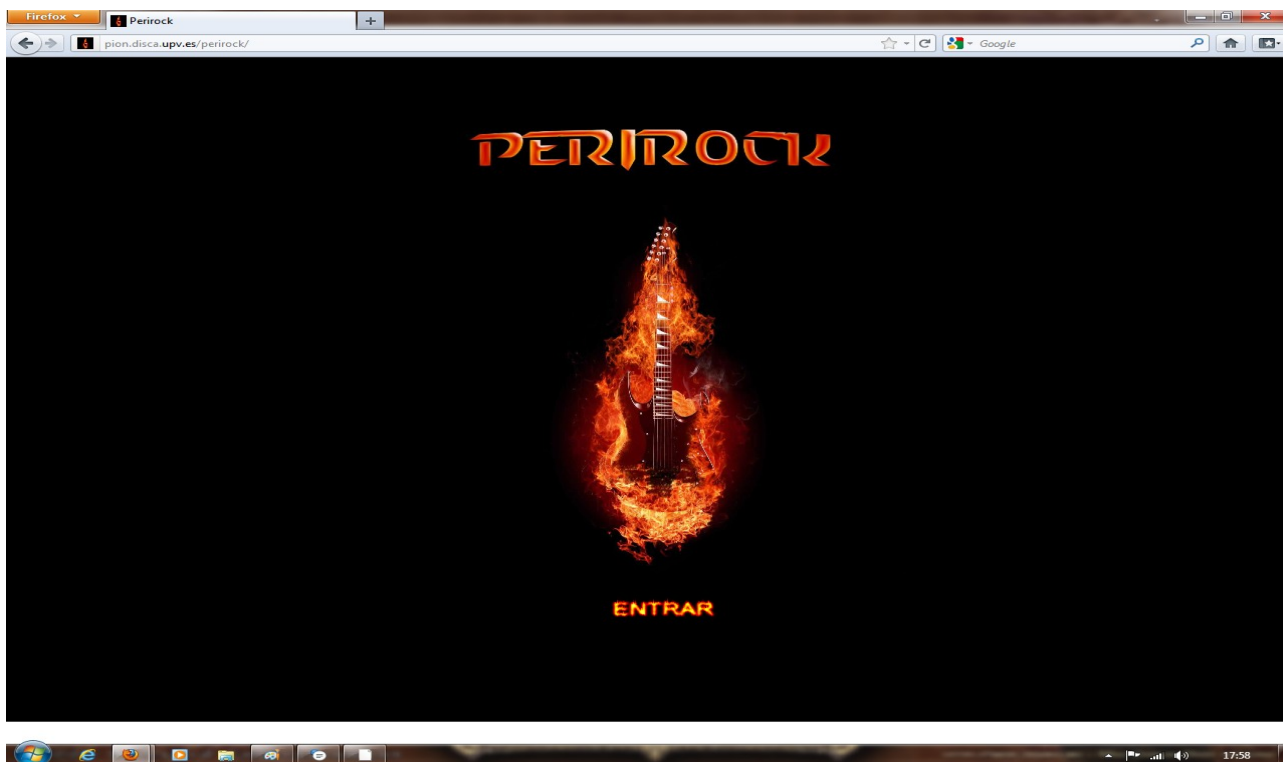 Firefox
Perirock
pion.disca.upv.es/perirock/
Google
PERIROCK
ENTRAR
17:58